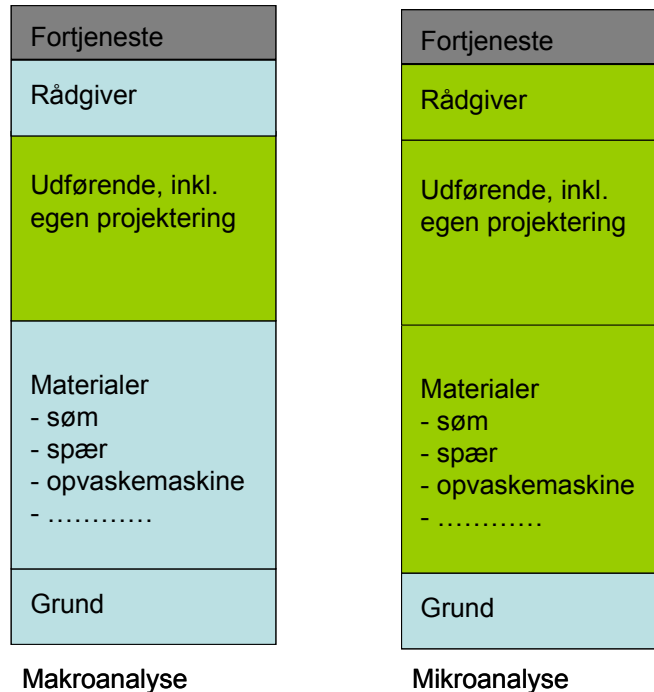 Fortjeneste
Rådgiver
Udførende, inkl.
egen projektering
Materialer
- søm
- spær
- opvaskemaskine
- …………
Grund
Makroanalyse
Fortjeneste
Rådgiver
Udførende, inkl.
egen projektering
Materialer
- søm
- spær
- opvaskemaskine
- …………
Grund
Mikroanalyse